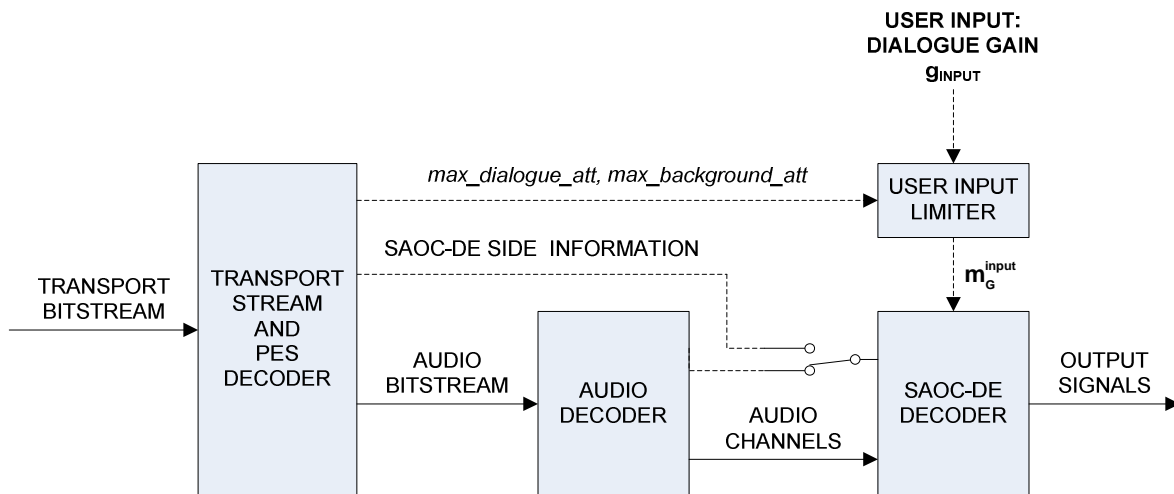 USER INPUT:
DIALOGUE GAIN
gINPUT
max_dialogue_att, max_background_att
USER INPUT
LIMITER
SAOC-DE SIDE INFORMATION
mGinput
TRANSPORT
BITSTREAM
TRANSPORT
STREAM
AND
PES
DECODER
AUDIO
BITSTREAM
AUDIO
DECODER
AUDIO
CHANNELS
SAOC-DE
DECODER
OUTPUT
SIGNALS